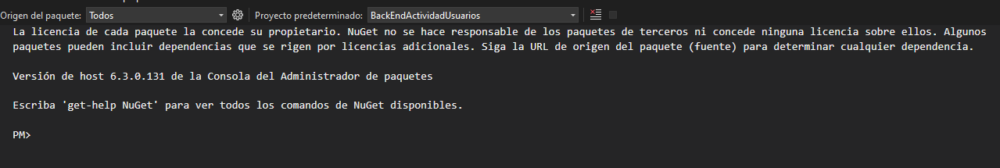 Origen del paquete: Todos Proyecto predeterminado: BackEndActividadUsuarios
La licencia de cada paquete la concede su propietario. NuGet no se hace responsable de los paquetes de terceros ni concede ninguna licencia sobre ellos. Algunos
paquetes pueden incluir dependencias que se rigen por licencias adicionales. Siga la URL de origen del paquete (fuente) para determinar cualquier dependencia.
Versión de host 6.3.0.131 de la Consola del Administrador de paquetes
Escriba 'get-help NuGet' para ver todos los comandos de NuGet disponibles.
PM>